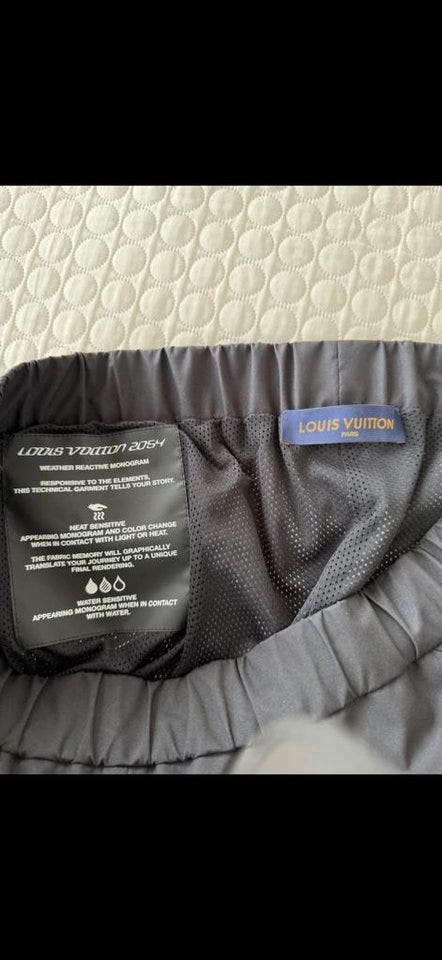 LOUIS VUITTON 2054
WEATHER REACTIVE MONOGRAM
RESPONSIVE TO THE ELEMENTS,
THIS TECHNICAL GARMENT TELLS YOUR STORY.
HEAT SENSITIVE
APPEARING MONOGRAM AND COLOR CHANGE
WHEN IN CONTACT WITH LIGHT OR HEAT.
THE FABRIC MEMORY WILL GRAPHICALLY
TRANSLATE YOUR JOURNEY UP TO A UNIQUE
FINAL RENDERING.
WATER SENSITIVE
APPEARING MONOGRAM WHEN IN CONTACT
WITH WATER.
LOUIS VUITTON
PARIS